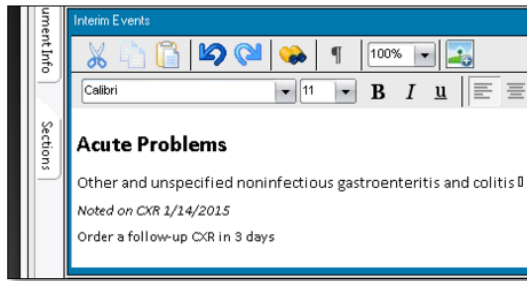 ument Info
Sections
Interim Events
100%
Calibri
11
B I u
Acute Problems
Other and unspecified noninfectious gastroenteritis and colitis
Noted on CXR 1/14/2015
Order a follow-up CXR in 3 days